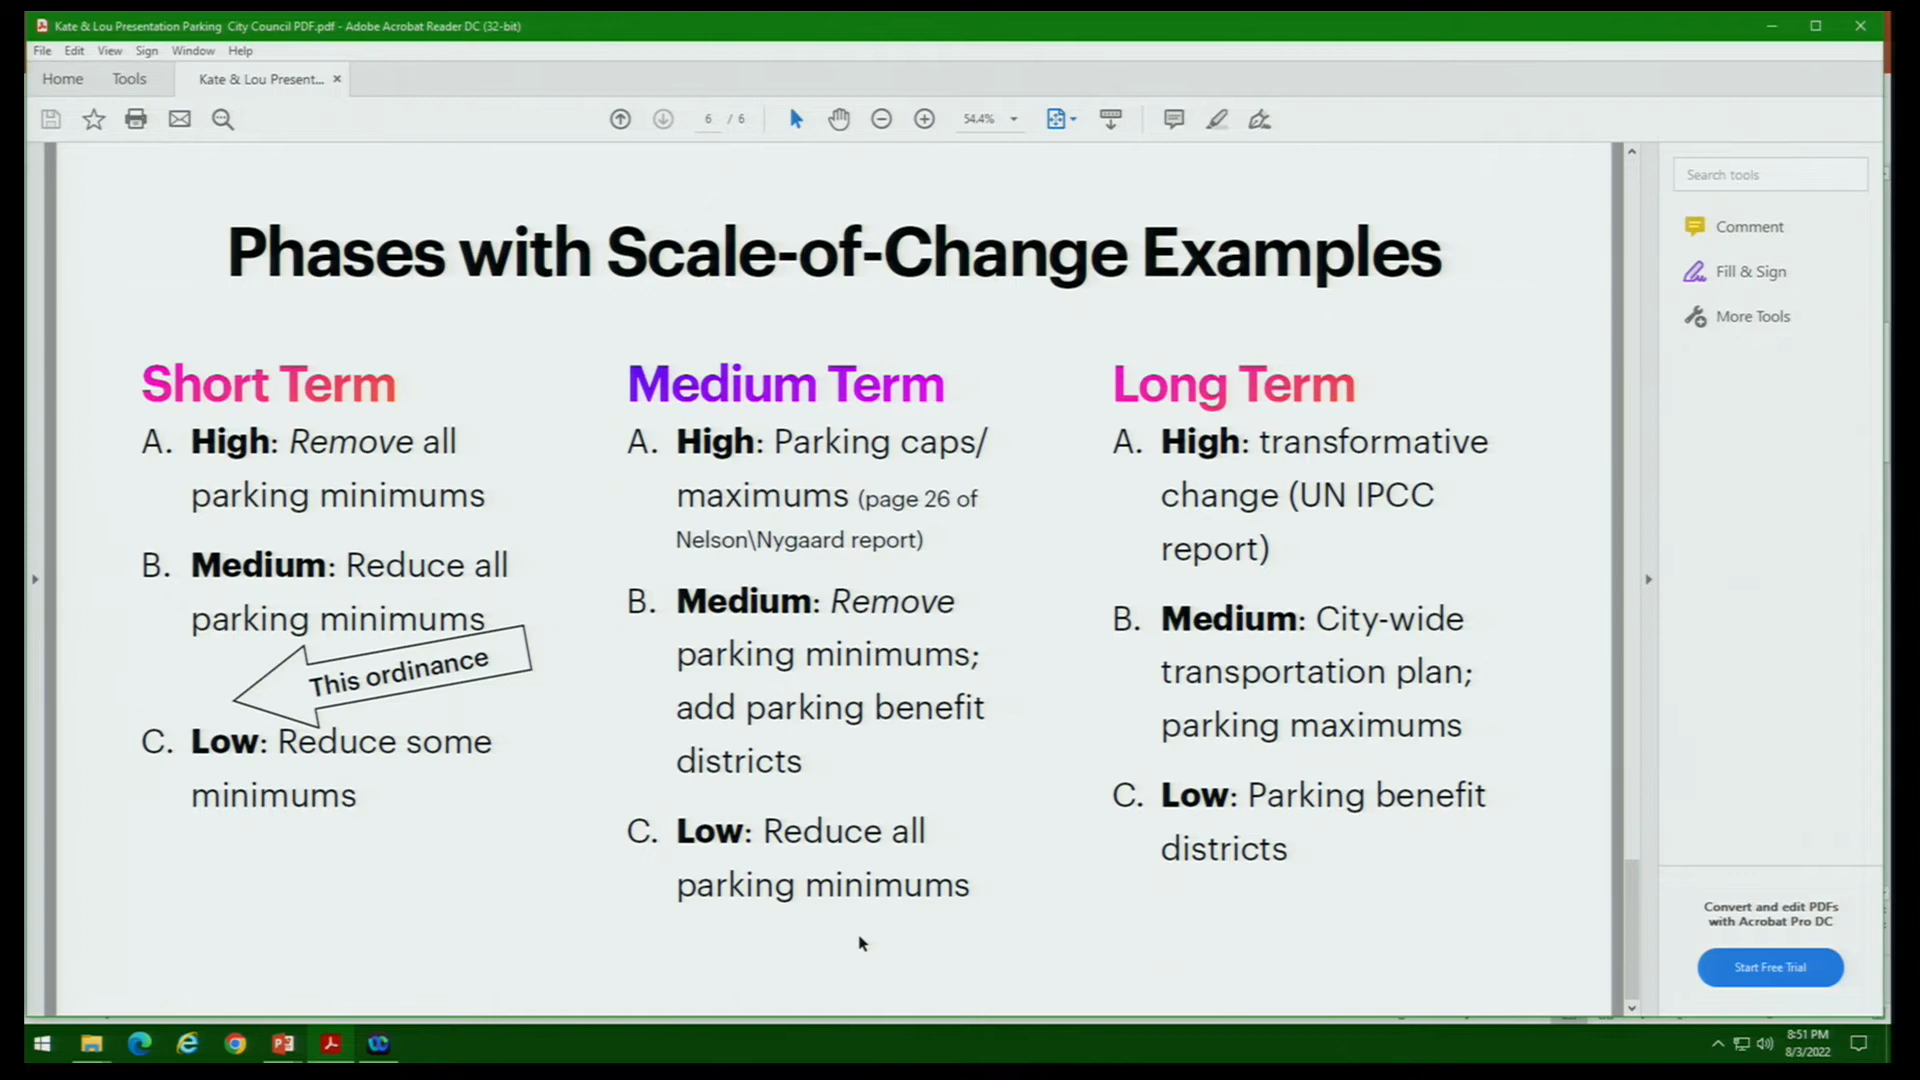 Kate & Lou Presentation Parking City Council PDF.pdf - Adobe Acrobat Reader DC (32-bit)
File Edit View Sign Window Help
Home Tools Kate & Lou Present... ×
6 / 6 54.4%
Search tools
Comment
Fill & Sign
More Tools
Phases with Scale-of-Change Examples
Short Term
A. High: Remove all
parking minimums
B. Medium: Reduce all
parking minimums
This ordinance
C. Low: Reduce some
minimums
Medium Term
A. High: Parking caps/
maximums (page 26 of
Nelson\Nygaard report)
B. Medium: Remove
parking minimums;
add parking benefit
districts
C. Low: Reduce all
parking minimums
Long Term
A. High: transformative
change (UN IPCC
report)
B. Medium: City-wide
transportation plan;
parking maximums
C. Low: Parking benefit
districts
Convert and edit PDFs
with Acrobat Pro DC
Start Free Trial
8:51 PM
8/3/2022